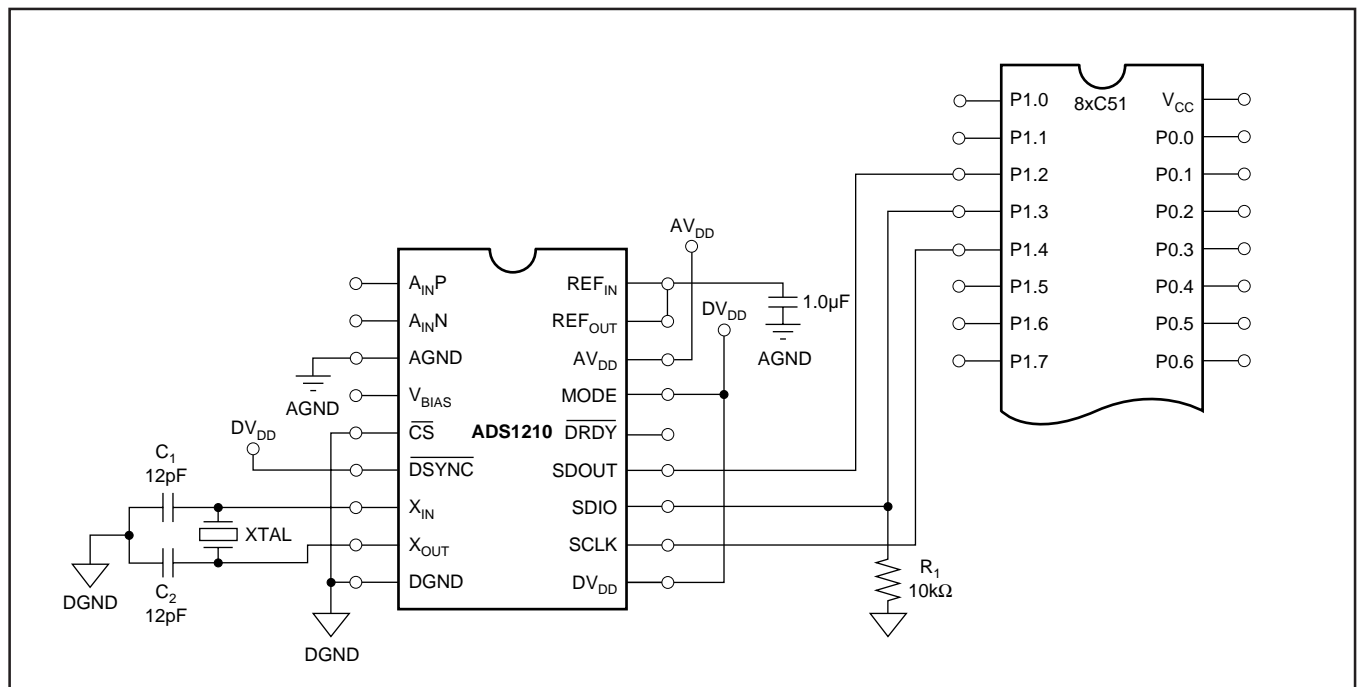 8xC51
P1.0
P1.1
P1.2
P1.3
P1.4
P1.5
P1.6
P1.7
VCC
P0.0
P0.1
P0.2
P0.3
P0.4
P0.5
P0.6
AVDD
DVDD
1.0µF
AGND
ADS1210
AINP
AINN
AGND
VBIAS
CS
DSYNC
XIN
XOUT
DGND
REFIN
REFOUT
AVDD
MODE
DRDY
SDOUT
SDIO
SCLK
DVDD
AGND
DVDD
C1
12pF
XTAL
C2
12pF
DGND
DGND
R1
10kΩ